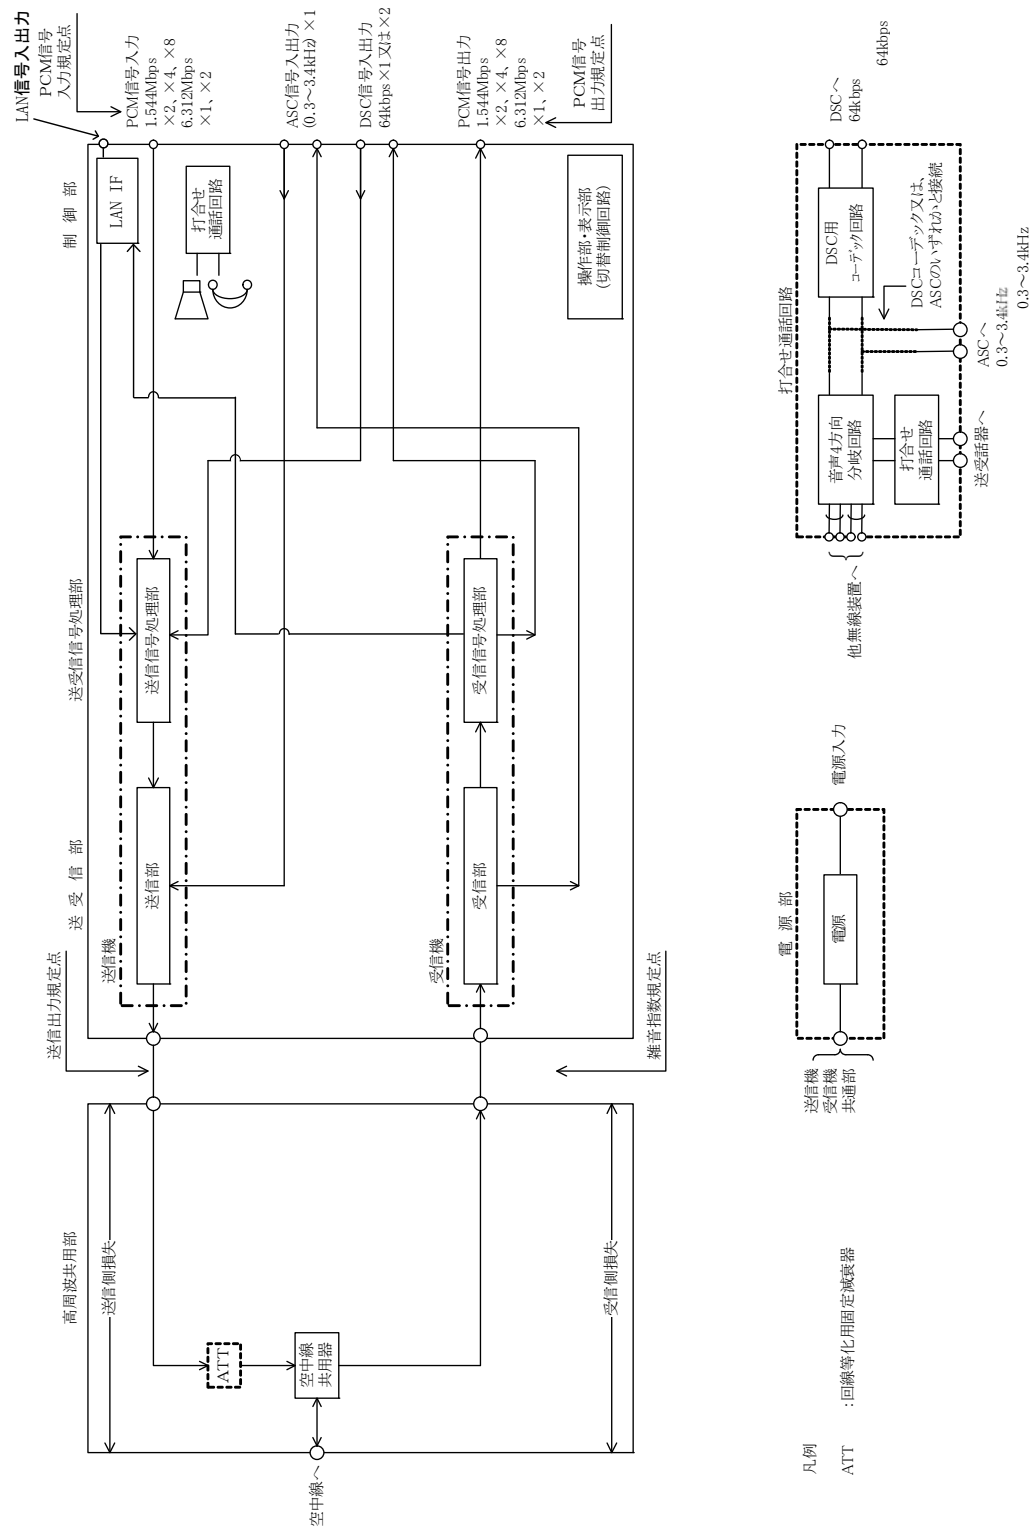 高周波共用部
送信側損失
ATT
空中線
共用器
空中線へ
受信側損失
送信出力規定点
雑音指数規定点
送 受 信 部
送信機
送信部
受信機
受信部
送受信信号処理部
送信信号処理部
受信信号処理部
制 御 部
LAN IF
打合せ
通話回路
操作部・表示部
(切替制御回路)
LAN信号入出力
PCM信号
入力規定点
PCM信号入力
1.544Mbps
×2、×4、×8
6.312Mbps
×1、×2
ASC信号入出力
(0.3～3.4kHz) ×1
DSC信号入出力
64kbps×1又は×2
PCM信号出力
1.544Mbps
×2、×4、×8
6.312Mbps
×1、×2
PCM信号
出力規定点
凡例
ATT :回線等化用固定減衰器
電 源 部
電源
電源入力
送信機
受信機
共通部
打合せ通話回路
他無線装置へ
音声4方向
分岐回路
打合せ
通話回路
送受話器へ
DSC用
コーデック回路
DSCコーデック又は、
ASCのいずれかと接続
ASCへ
0.3～3.4kHz
0.3～3.4kHz
DSCへ
64kbps
64kbps